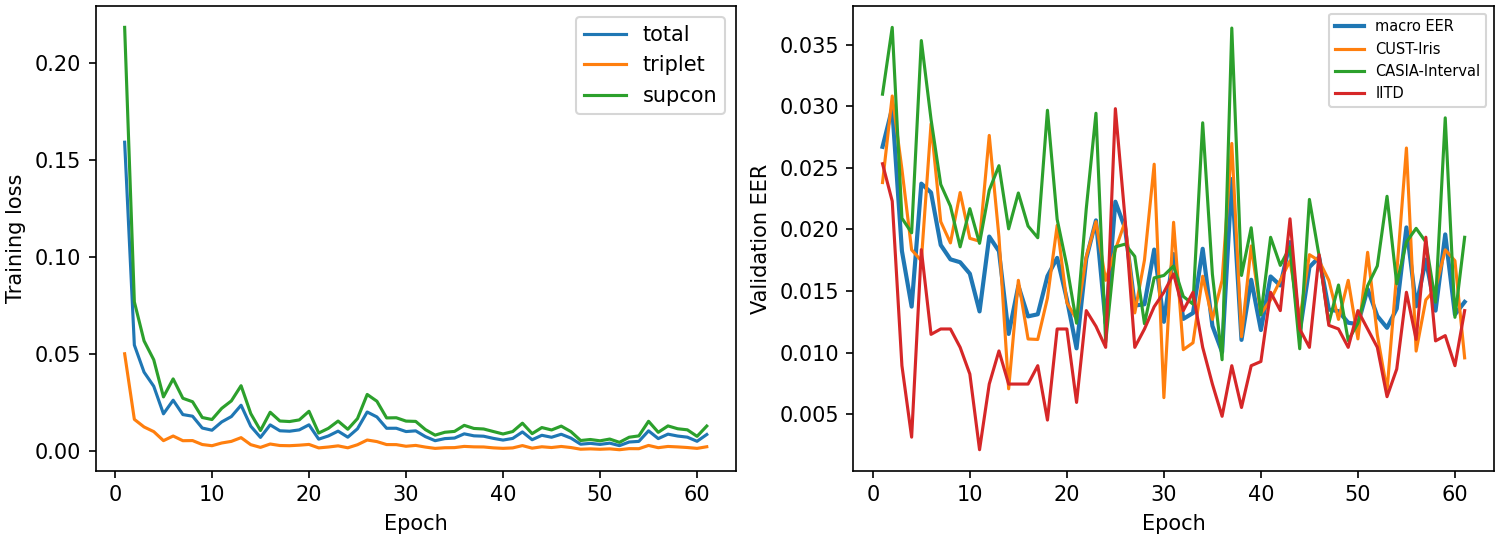 Training loss
0.20
0.15
0.10
0.05
0.00
total
triplet
supcon
0 10 20 30 40 50 60
Epoch
Validation EER
0.035
0.030
0.025
0.020
0.015
0.010
0.005
macro EER
CUST-Iris
CASIA-Interval
IITD
0 10 20 30 40 50 60
Epoch